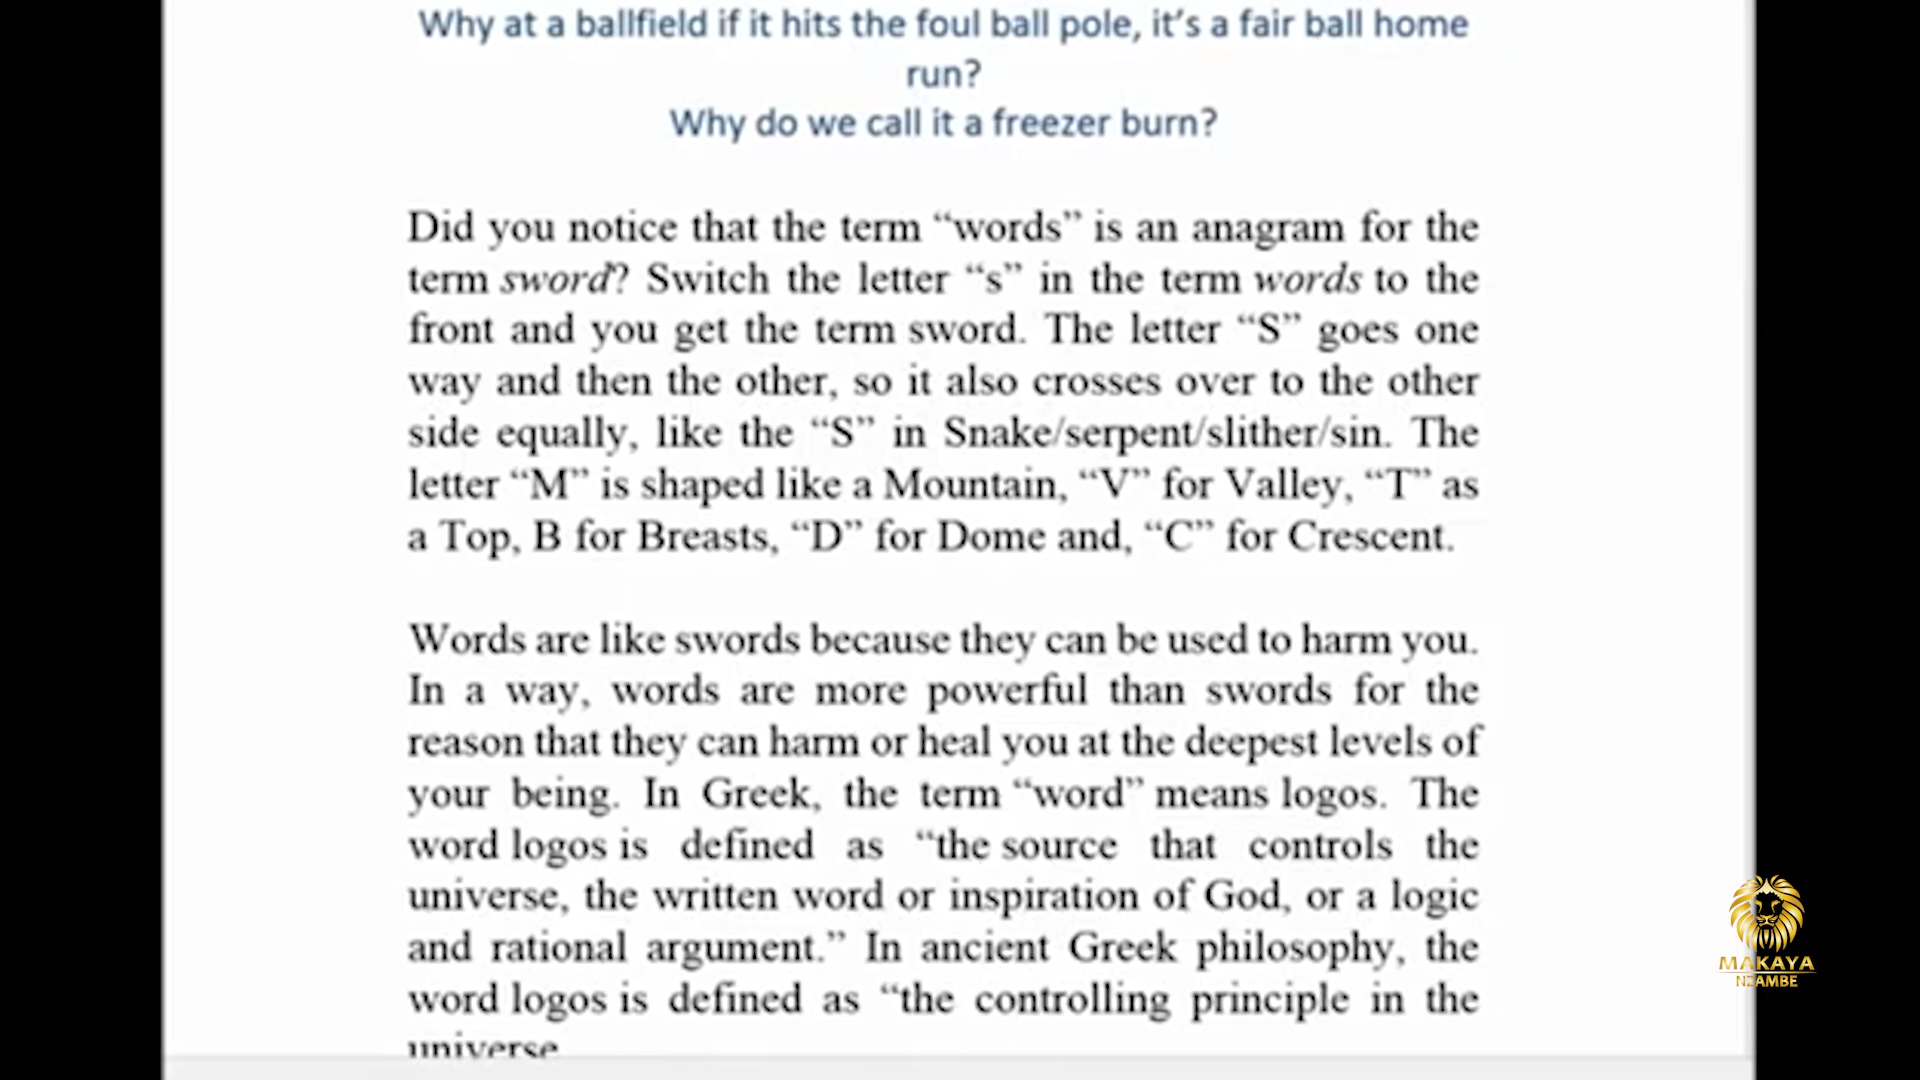 Why at a ballfield if it hits the foul ball pole, it’s a fair ball home
run?
Why do we call it a freezer burn?
Did you notice that the term “words” is an anagram for the
term sword? Switch the letter “s” in the term words to the
front and you get the term sword. The letter “S” goes one
way and then the other, so it also crosses over to the other
side equally, like the “S” in Snake/serpent/slither/sin. The
letter “M” is shaped like a Mountain, “V” for Valley, “T” as
a Top, B for Breasts, “D” for Dome and, “C” for Crescent.
Words are like swords because they can be used to harm you.
In a way, words are more powerful than swords for the
reason that they can harm or heal you at the deepest levels of
your being. In Greek, the term “word” means logos. The
word logos is defined as “the source that controls the
universe, the written word or inspiration of God, or a logic
and rational argument.” In ancient Greek philosophy, the
word logos is defined as “the controlling principle in the
universe
MAKAYA
NZAMBE